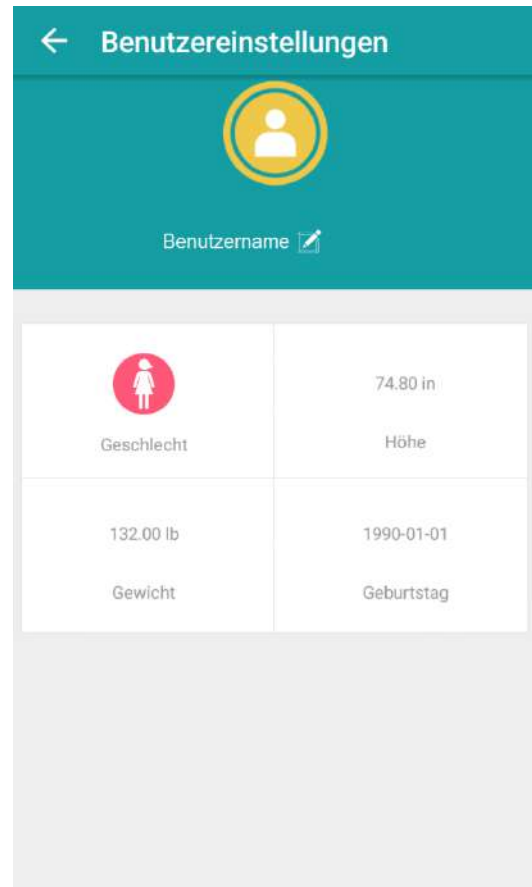 Benutzereinstellungen
Benutzername
74.80 in
Geschlecht
Höhe
132.00 lb
1990-01-01
Gewicht
Geburtstag